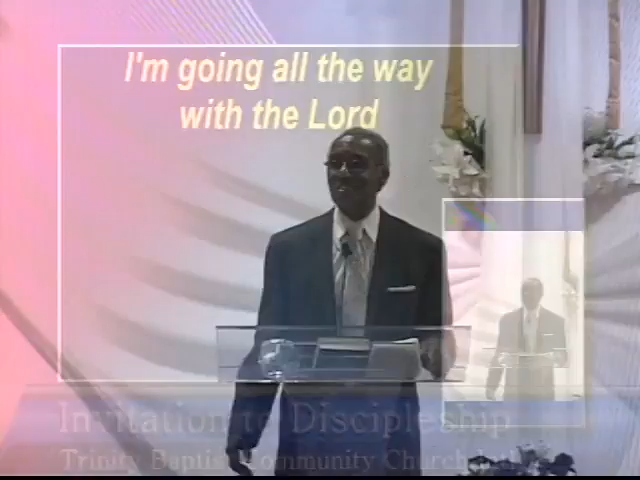 I'm going all the way
with the Lord
Invitation to Discipleship
Trinity Baptist Community Church